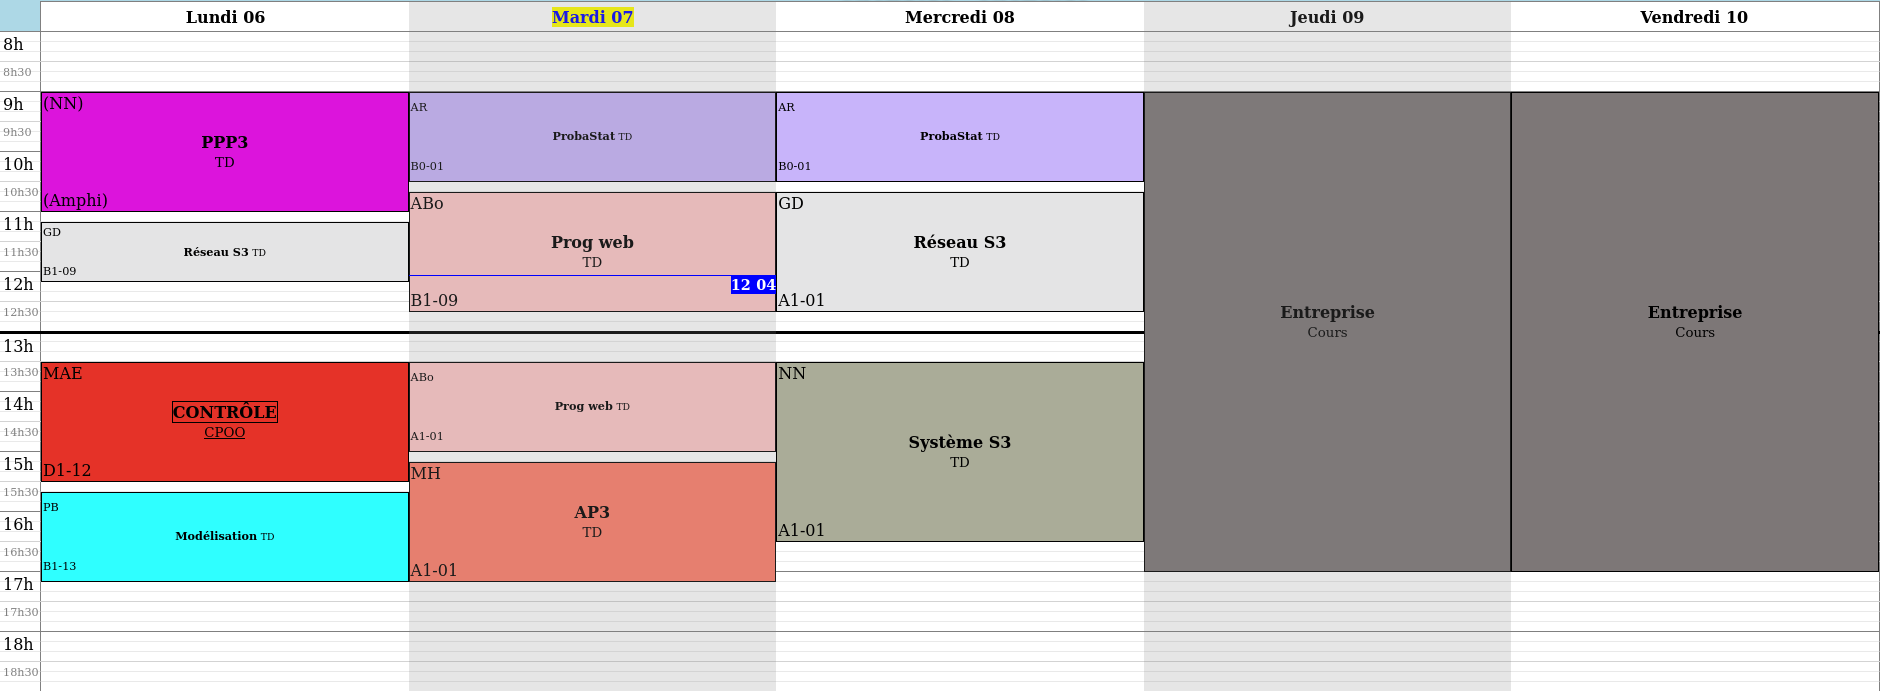 Lundi 06
Mardi 07
Mercredi 08
Jeudi 09
Vendredi 10
8h
8h30
9h
9h30
10h
10h30
11h
11h30
12h
12h30
13h
13h30
14h
14h30
15h
15h30
16h
16h30
17h
17h30
18h
18h30
(NN)
PPP3
TD
(Amphi)
GD
Réseau S3 TD
B1-09
MAE
CONTRÔLE
CPOO
D1-12
PB
Modélisation TD
B1-13
AR
ProbaStat TD
B0-01
ABo
Prog web
TD
12 04
B1-09
ABo
Prog web TD
A1-01
MH
AP3
TD
A1-01
AR
ProbaStat TD
B0-01
GD
Réseau S3
TD
A1-01
NN
Système S3
TD
A1-01
Entreprise
Cours
Entreprise
Cours